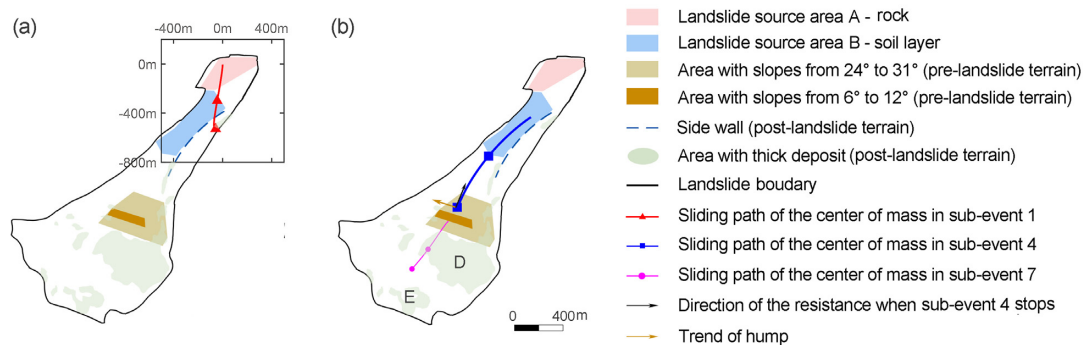 (a)
-400m 0m 400m
0m
-400m
-800m
(b)
D
E
0 400m
Landslide source area A - rock
Landslide source area B - soil layer
Area with slopes from 24° to 31° (pre-landslide terrain)
Area with slopes from 6° to 12° (pre-landslide terrain)
Side wall (post-landslide terrain)
Area with thick deposit (post-landslide terrain)
Landslide boudary
Sliding path of the center of mass in sub-event 1
Sliding path of the center of mass in sub-event 4
Sliding path of the center of mass in sub-event 7
Direction of the resistance when sub-event 4 stops
Trend of hump